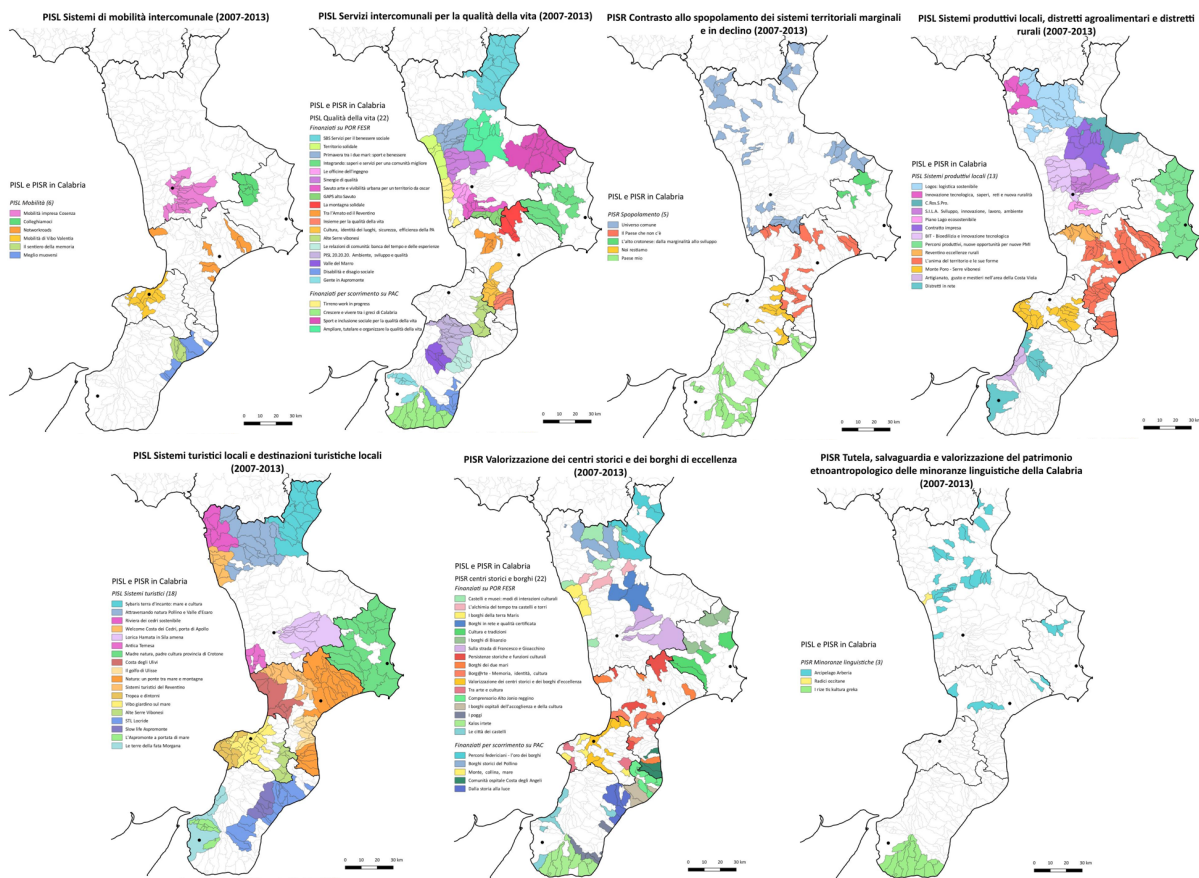 PISL Sistemi di mobilità intercomunale (2007-2013)
PISL e PISR in Calabria
PISL Mobilità (6)
Mobilità impresa Cosenza
Collaghiamoci
Networkroads
Mobilità di Vibo Valentia
Il sentiero della memoria
Meglio muoversi
0 10 20 30 km
PISL Servizi intercomunali per la qualità della vita (2007-2013)
PISL e PISR in Calabria
PISL Qualità della vita (22)
Finanziati su POR FESR
SBS Servizi per il benessere sociale
Territorio solidale
Primavera tra i due mari: sport e benessere
Integrando: saperi e servizi per una comunità migliore
Le officine dell'ingegno
Sinergie di qualità
Savuto arte e visibilità urbana per un territorio da oscar
GAPS alto Savuto
La montagna solidale
Tra l'Amato ed il Reventino
Insieme per la qualità della vita
Cultura, identità dei luoghi, sicurezza, efficienza della PA
Alte Serre vibonesi
Le relazioni di comunità: banca del tempo e delle esperienze
PISL 20.20.20. Ambiente, sviluppo e qualità
Valle del Marro
Disabilità e disagio sociale
Gente in Aspromonte
Finanziati per scorrimento su PAC
Tirreno work in progress
Crescere e vivere tra i greci di Calabria
Sport e inclusione sociale per la qualità della vita
Ampliare, tutelare e organizzare la qualità della vita
0 10 20 30 km
PISR Contrasto allo spopolamento dei sistemi territoriali marginali
e in declino (2007-2013)
PISL e PISR in Calabria
PISR Spopolamento (5)
Universo comune
Il Paese che non c'è
L'alto crotonese: dalla marginalità allo sviluppo
Noi restiamo
Paese mio
0 10 20 30 km
PISL Sistemi produttivi locali, distretti agroalimentari e distretti
rurali (2007-2013)
PISL e PISR in Calabria
PISL Sistemi produttivi locali (13)
Logos: logistica sostenibile
Innovazione tecnologica, saperi, reti e nuova ruralità
C.Ros.S.Pro.
S.I.L.A. Sviluppo, innovazione, lavoro, ambiente
Piano Lago ecosostenibile
Contratto impresa
BIT - Bioedilizia e innovazione tecnologica
Percorsi produttivi, nuove opportunità per nuove PMI
Reventino eccellenze rurali
L'anima del territorio e le sue forme
Monte Poro - Serre vibonesi
Artigianato, gusto e mestieri nell'area della Costa Viola
Distretti in rete
0 10 20 30 km
PISL Sistemi turistici locali e destinazioni turistiche locali
(2007-2013)
PISL e PISR in Calabria
PISL Sistemi turistici (18)
Sybaris terra d'incanto: mare e cultura
Attraversando natura Pollino e Valle d'Esaro
Riviera dei cedri sostenibile
Welcome Costa dei Cedri, porta di Apollo
Lorica Hamata in Sila amena
Antica Temesa
Madre natura, padre cultura provincia di Crotone
Costa degli Ulivi
Il golfo di Ulisse
Natura: un ponte tra mare e montagna
Sistemi turistici del Reventino
Tropea e dintorni
Vibo giardino sul mare
Alte Serre Vibonesi
STL Locride
Slow life Aspromonte
L'Aspromonte a portata di mare
Le terre della fata Morgana
0 10 20 30 km
PISR Valorizzazione dei centri storici e dei borghi di eccellenza
(2007-2013)
PISL e PISR in Calabria
PISR centri storici e borghi (22)
Finanziati su POR FESR
Castelli e musei: modi di interazioni culturali
L'alchimia del tempo tra castelli e torri
I borghi della terra Maris
Borghi in rete e qualità certificata
Cultura e tradizioni
I borghi di Bisanzio
Sulla strada di Francesco e Gioacchino
Persistenze storiche e funzioni culturali
Borghi dei due mari
Borg@rte - Memoria, identità, cultura
Valorizzazione dei centri storici e dei borghi d'eccellenza
Tra arte e cultura
Comprensorio Alto Ionio reggino
I borghi ospitali dell'accoglienza e della cultura
I poggi
Kalos irtete
Le città dei castelli
Finanziati per scorrimento su PAC
Percorsi federiciani - l'oro dei borghi
Borghi storici del Pollino
Monte, collina, mare
Comunità ospitale Costa degli Angeli
Dalla storia alla luce
0 10 20 30 km
PISR Tutela, salvaguardia e valorizzazione del patrimonio
etnoantropologico delle minoranze linguistiche della Calabria
(2007-2013)
PISL e PISR in Calabria
PISR Minoranze linguistiche (3)
Arcipelago Arberia
Radici occitane
I rize tis kultura greka
0 10 20 30 km